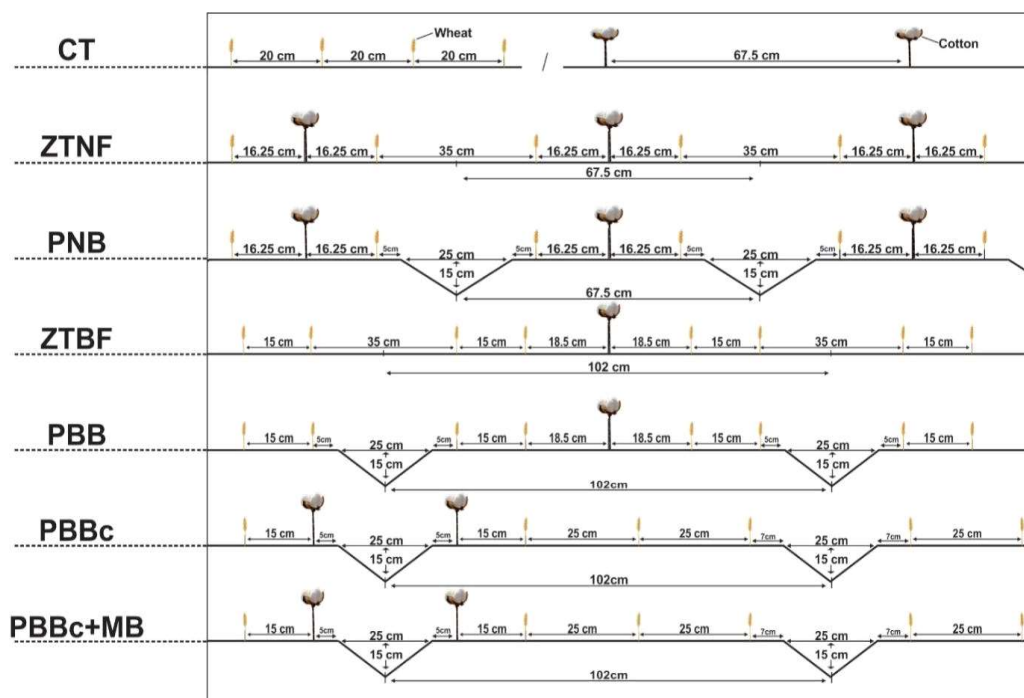 CT
Wheat
Cotton
20 cm 20 cm 20 cm / 67.5 cm
ZTNF
16.25 cm 16.25 cm 35 cm 16.25 cm 16.25 cm 35 cm 16.25 cm 16.25 cm
67.5 cm
PNB
16.25 cm 16.25 cm 5cm 25 cm 5cm 16.25 cm 16.25 cm 5cm 25 cm 5cm 16.25 cm 16.25 cm
15 cm 15 cm
67.5 cm
ZTBF
15 cm 35 cm 15 cm 18.5 cm 18.5 cm 15 cm 35 cm 15 cm
102 cm
PBB
15 cm 5cm 25 cm 5cm 15 cm 18.5 cm 18.5 cm 15 cm 5cm 25 cm 5cm 15 cm
15 cm 15 cm
102cm
PBBc
15 cm 5cm 25 cm 5cm 15 cm 25 cm 25 cm 7cm 25 cm 7cm 25 cm
15 cm 15 cm
102cm
PBBc+MB
15 cm 5cm 25 cm 5cm 15 cm 25 cm 25 cm 7cm 25 cm 7cm 25 cm
15 cm 15 cm
102cm